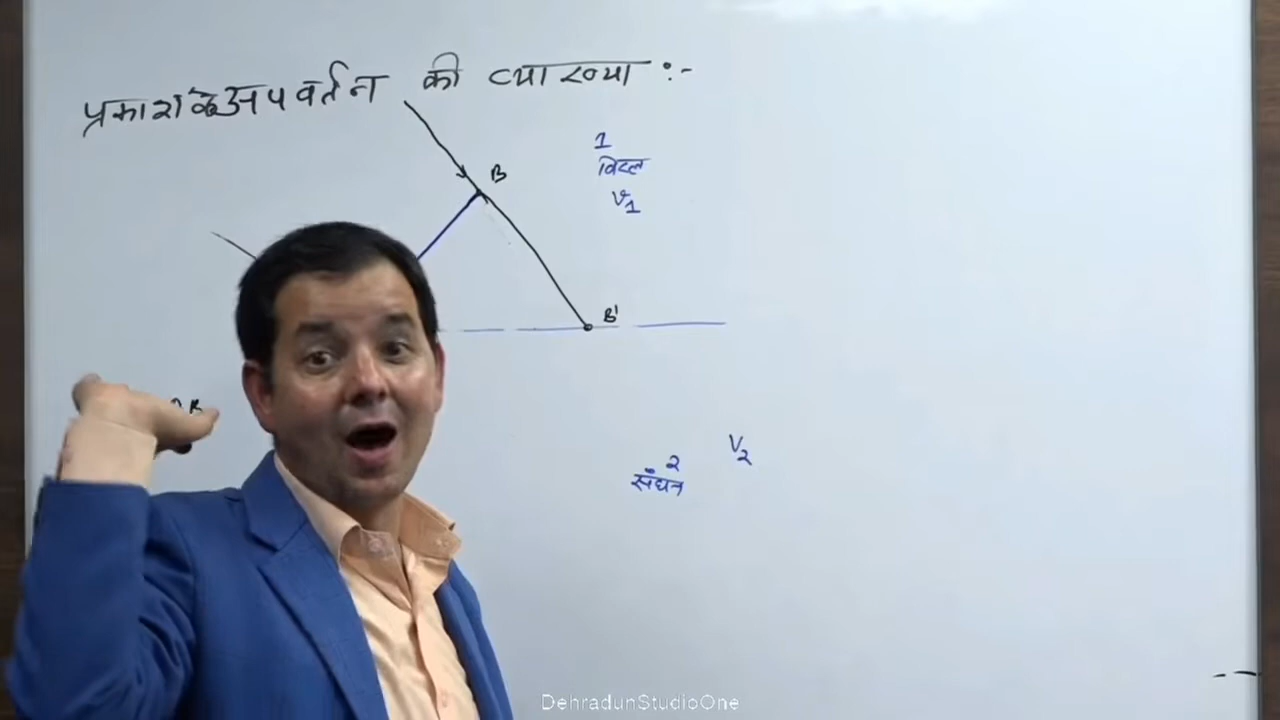 प्रकाश के अपवर्तन की व्याख्या :-
B
1
विरल
V1
B'
V2
2
संघन
DehradunStudioOne